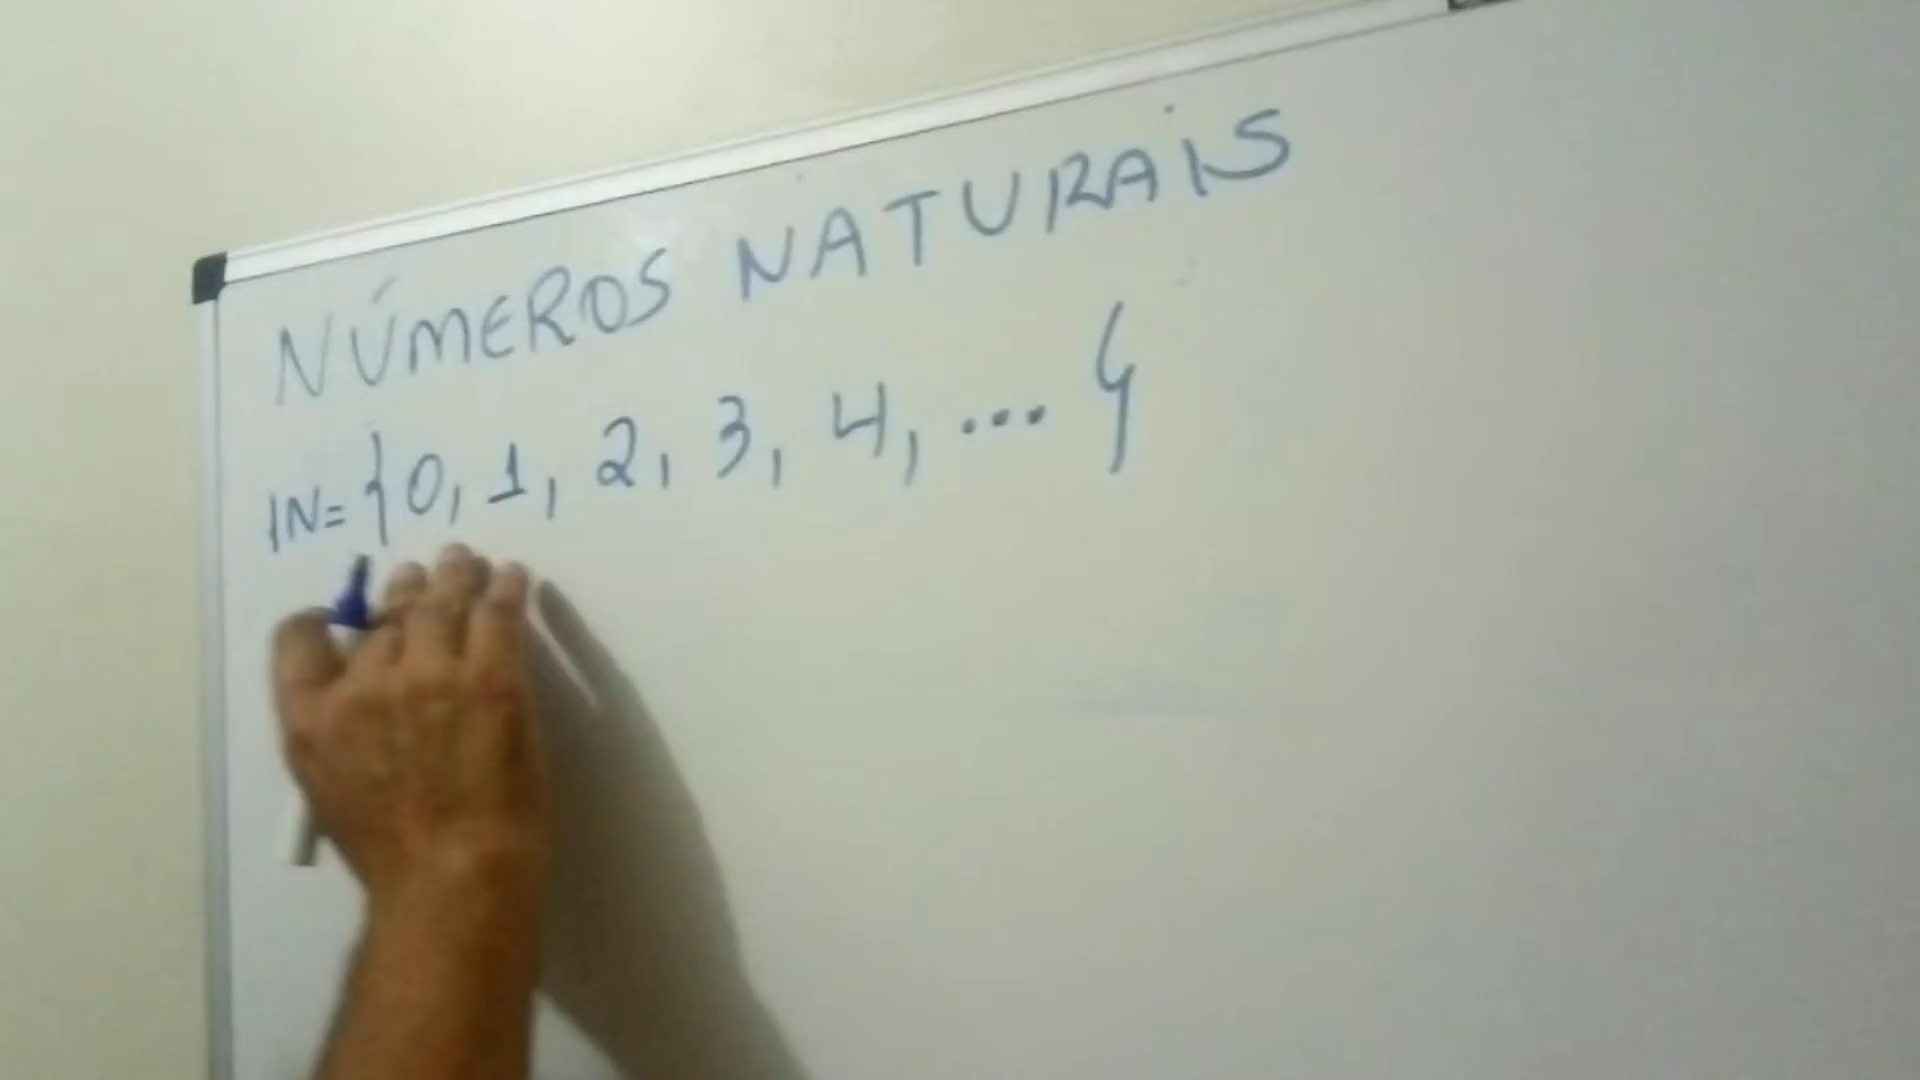 NÚMEROS NATURAIS
IN= {0, 1, 2, 3, 4, ... }